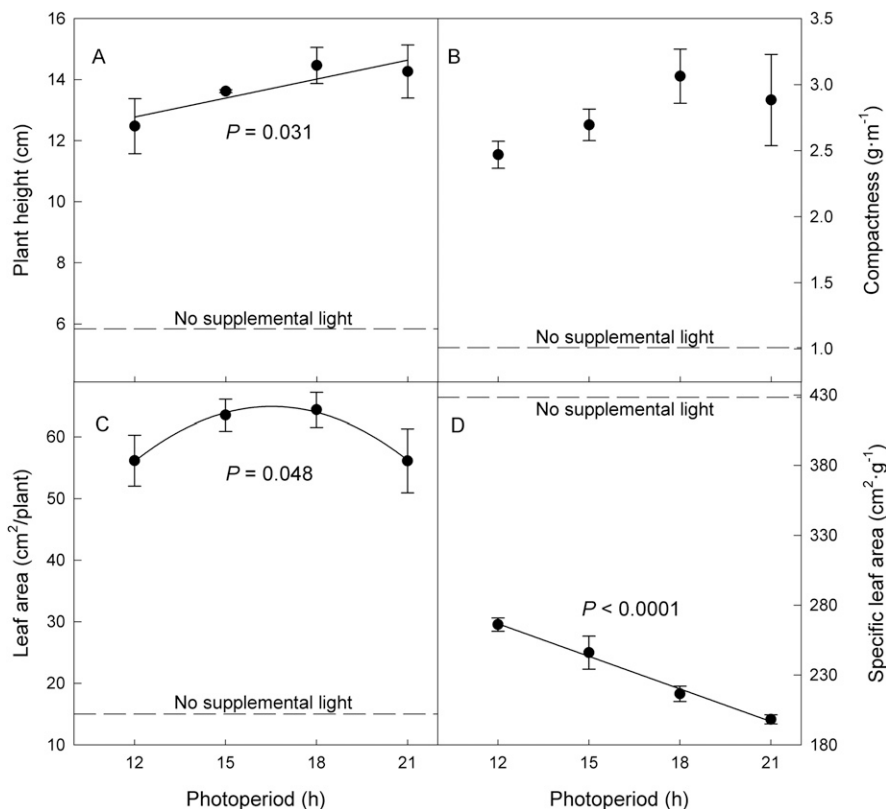 A
16
14
12
10
8
6
Plant height (cm)
P = 0.031
No supplemental light
B
3.5
3.0
2.5
2.0
1.5
1.0
Compactness (g·m⁻¹)
No supplemental light
C
60
50
40
30
20
10
Leaf area (cm²/plant)
P = 0.048
No supplemental light
12 15 18 21
Photoperiod (h)
D
430
380
330
280
230
180
Specific leaf area (cm²·g⁻¹)
No supplemental light
P < 0.0001
12 15 18 21
Photoperiod (h)